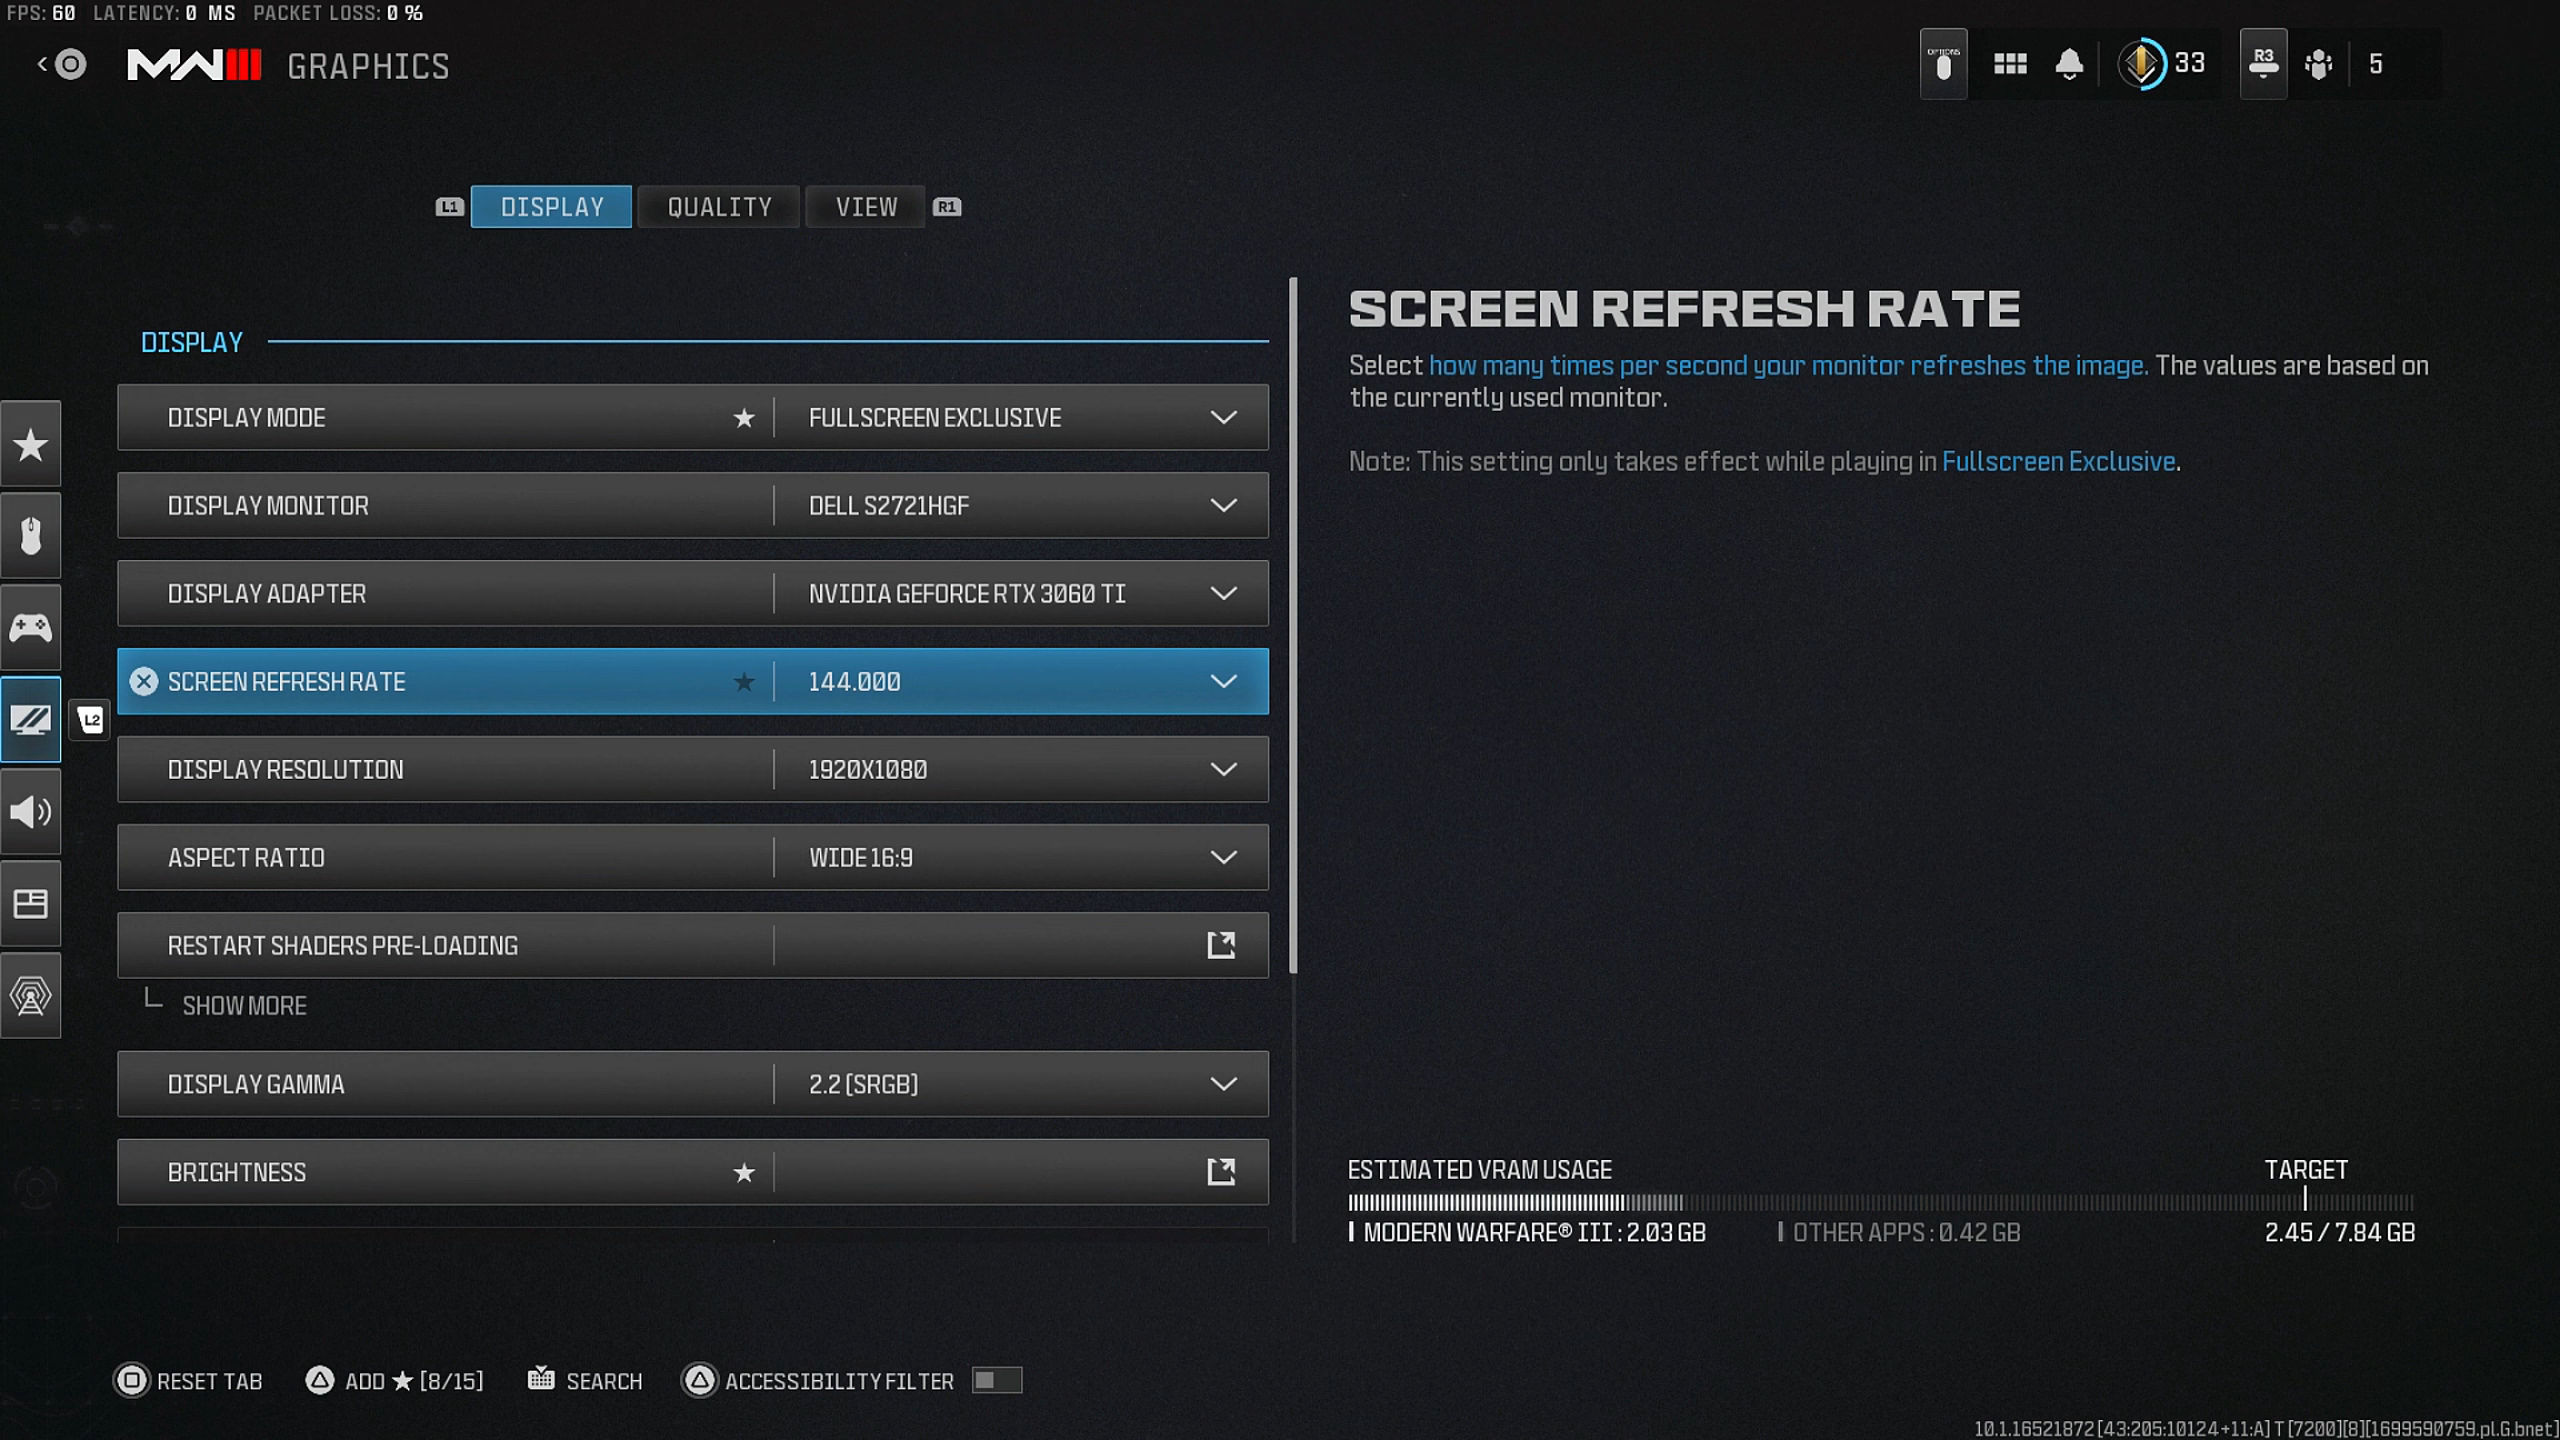 FPS: 60 LATENCY: 0 MS PACKET LOSS: 0 %
MWIII GRAPHICS
OPTIONS
33
R3
5
L1 DISPLAY QUALITY VIEW R1
DISPLAY
DISPLAY MODE FULLSCREEN EXCLUSIVE
DISPLAY MONITOR DELL S2721HGF
DISPLAY ADAPTER NVIDIA GEFORCE RTX 3060 TI
SCREEN REFRESH RATE 144.000
L2
DISPLAY RESOLUTION 1920X1080
ASPECT RATIO WIDE 16:9
RESTART SHADERS PRE-LOADING
SHOW MORE
DISPLAY GAMMA 2.2 [SRGB]
BRIGHTNESS
SCREEN REFRESH RATE
Select how many times per second your monitor refreshes the image. The values are based on
the currently used monitor.
Note: This setting only takes effect while playing in Fullscreen Exclusive.
ESTIMATED VRAM USAGE TARGET
MODERN WARFARE® III : 2.03 GB OTHER APPS : 0.42 GB 2.45 / 7.84 GB
RESET TAB ADD ★ [8/15] SEARCH ACCESSIBILITY FILTER
10.1.16521872 [43:205:10124+11:A] T [7200][8][1699590759.pl.G.bnet]